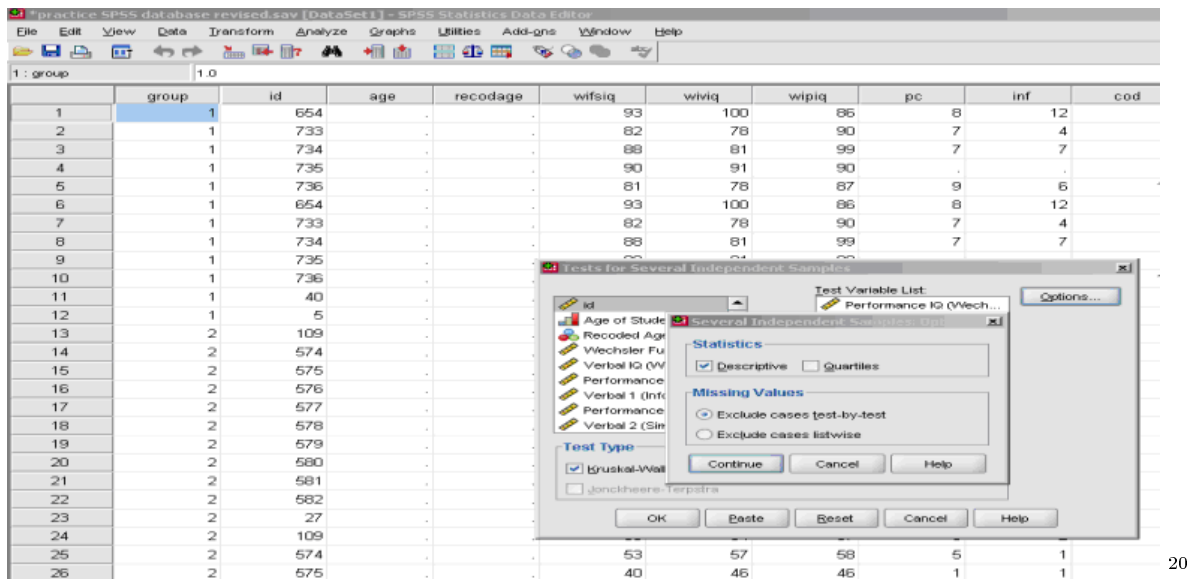 *practice SPSS database revised.sav [DataSet1] - SPSS Statistics Data Editor
File Edit View Data Transform Analyze Graphs Utilities Add-ons Window Help
1 : group 1.0
group id age recodage wifsiq wiviq wipiq pc inf cod
1 1 654 . . 93 100 86 8 12
2 1 733 . . 82 78 90 7 4
3 1 734 . . 88 81 99 7 7
4 1 735 . . 90 91 90 . .
5 1 736 . . 81 78 87 9 6
6 1 654 . . 93 100 86 8 12
7 1 733 . . 82 78 90 7 4
8 1 734 . . 88 81 99 7 7
9 1 735 . .
10 1 736 . .
11 1 40 . .
12 1 5 . .
13 2 109 . .
14 2 574 . .
15 2 575 . .
16 2 576 . .
17 2 577 . .
18 2 578 . .
19 2 579 . .
20 2 580 . .
21 2 581 . .
22 2 582 . .
23 2 27 . .
24 2 109 . .
25 2 574 . . 53 57 58 5 1
26 2 575 . . 40 46 46 1 1
Tests for Several Independent Samples
Test Variable List:
Performance IQ (Wech...
Options...
id
Age of Stude
Recoded Age
Wechsler Fu
Verbal IQ (W
Performance
Verbal 1 (Info
Performance
Verbal 2 (Sim
Several Independent Samples: Opt
Statistics
Descriptive Quartiles
Missing Values
Exclude cases test-by-test
Exclude cases listwise
Continue Cancel Help
Test Type
Kruskal-Wall
Jonckheere-Terpstra
OK Paste Reset Cancel Help
20